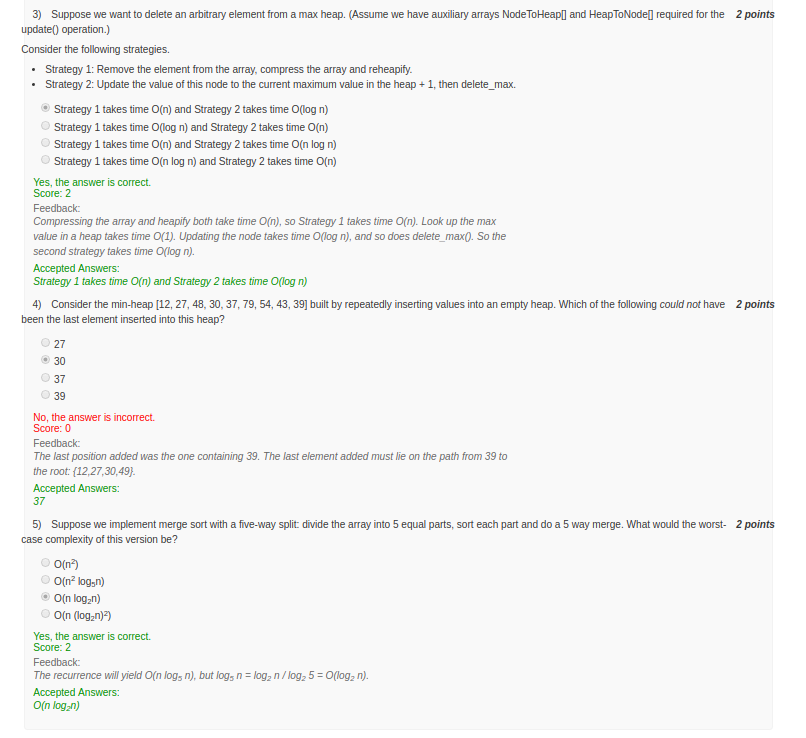 3) Suppose we want to delete an arbitrary element from a max heap. (Assume we have auxiliary arrays NodeToHeap[] and HeapToNode[] required for the 2 points
update() operation.)
Consider the following strategies.
• Strategy 1: Remove the element from the array, compress the array and reheapify.
• Strategy 2: Update the value of this node to the current maximum value in the heap + 1, then delete_max.
Strategy 1 takes time O(n) and Strategy 2 takes time O(log n)
Strategy 1 takes time O(log n) and Strategy 2 takes time O(n)
Strategy 1 takes time O(n) and Strategy 2 takes time O(n log n)
Strategy 1 takes time O(n log n) and Strategy 2 takes time O(n)
Yes, the answer is correct.
Score: 2
Feedback:
Compressing the array and heapify both take time O(n), so Strategy 1 takes time O(n). Look up the max
value in a heap takes time O(1). Updating the node takes time O(log n), and so does delete_max(). So the
second strategy takes time O(log n).
Accepted Answers:
Strategy 1 takes time O(n) and Strategy 2 takes time O(log n)
4) Consider the min-heap [12, 27, 48, 30, 37, 79, 54, 43, 39] built by repeatedly inserting values into an empty heap. Which of the following could not have 2 points
been the last element inserted into this heap?
27
30
37
39
No, the answer is incorrect.
Score: 0
Feedback:
The last position added was the one containing 39. The last element added must lie on the path from 39 to
the root: {12,27,30,49}.
Accepted Answers:
37
5) Suppose we implement merge sort with a five-way split: divide the array into 5 equal parts, sort each part and do a 5 way merge. What would the worst- 2 points
case complexity of this version be?
O(n²)
O(n² log₅n)
O(n log₂n)
O(n (log₂n)²)
Yes, the answer is correct.
Score: 2
Feedback:
The recurrence will yield O(n log₅ n), but log₅ n = log₂ n / log₂ 5 = O(log₂ n).
Accepted Answers:
O(n log₂n)